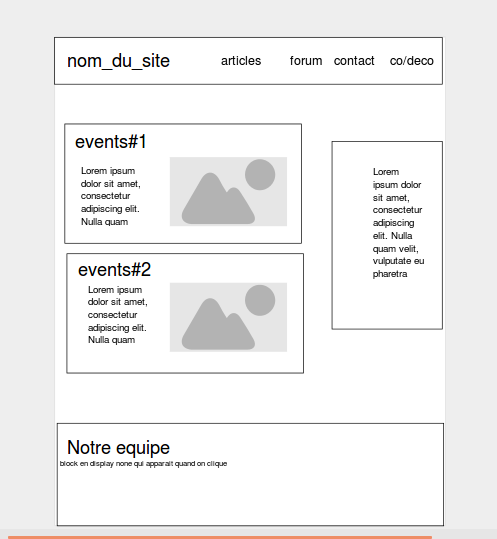 nom_du_site articles forum contact co/deco
events#1
Lorem ipsum
dolor sit amet,
consectetur
adipiscing elit.
Nulla quam
events#2
Lorem ipsum
dolor sit amet,
consectetur
adipiscing elit.
Nulla quam
Lorem
ipsum dolor
sit amet,
consectetur
adipiscing
elit. Nulla
quam velit,
vulputate eu
pharetra
Notre equipe
block en display none qui apparait quand on clique